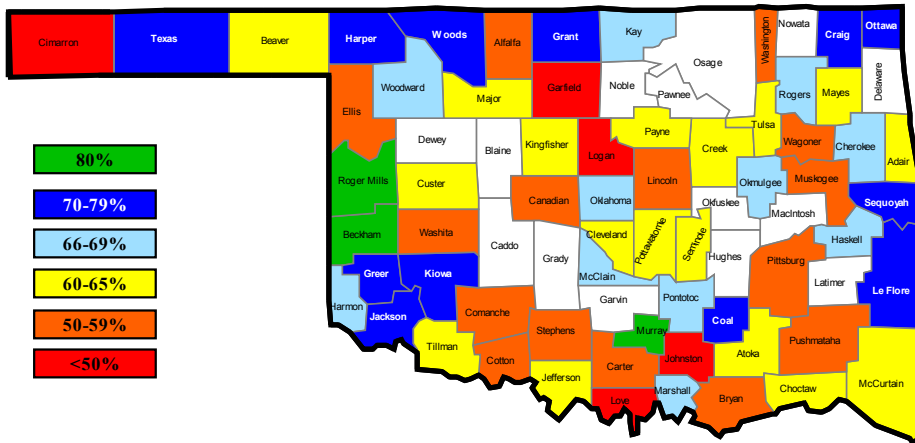 Cimarron
Texas
Beaver
Harper
Woods
Alfalfa
Grant
Kay
Osage
Washington
Nowata
Craig
Ottawa
Woodward
Major
Garfield
Noble
Pawnee
Rogers
Mayes
Delaware
Ellis
Dewey
Blaine
Kingfisher
Logan
Payne
Creek
Tulsa
Wagoner
Cherokee
Adair
80%
Roger Mills
Custer
Canadian
Oklahoma
Lincoln
Okmulgee
Muskogee
70-79%
Okfuskee
Sequoyah
Beckham
Washita
Cleveland
Pottawatome
Seminole
MacIntosh
66-69%
Caddo
Grady
McClain
Hughes
Pittsburg
Haskell
60-65%
Greer
Kiowa
Latimer
Le Flore
Harmon
Jackson
Comanche
Garvin
Pontotoc
Coal
50-59%
Stephens
Murray
Tillman
Cotton
Carter
Johnston
Atoka
Pushmataha
<50%
Jefferson
Love
Marshall
Bryan
Choctaw
McCurtain